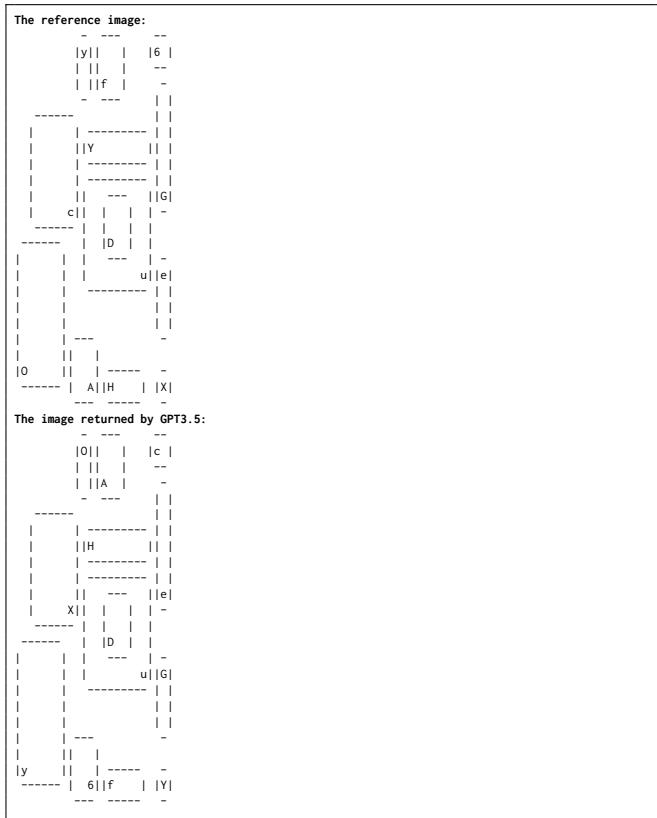 The reference image:
          -  ---     --
         |y||   |   |6 |
         | ||   |    --
         | ||f  |     -
          -  ---     | |
    ------           | |
   |      | --------- | |
   |      ||Y       || |
   |      | --------- | |
   |      | --------- | |
   |      ||   ---   ||G|
   |     c||  |   |  | -
    ------ |  |   |  |
  ------   |  |D  |  |
 |      |  |   ---   | -
 |      |  |        u||e|
 |      |   --------- | |
 |      |             | |
 |      |             | |
 |      | ---          -
 |      ||   |
 |O     ||   | -----   -
  ------ |  A||H    | |X|
          ---  -----   -
The image returned by GPT3.5:
          -  ---     --
         |O||   |   |c |
         | ||   |    --
         | ||A  |     -
          -  ---     | |
    ------           | |
   |      | --------- | |
   |      ||H       || |
   |      | --------- | |
   |      | --------- | |
   |      ||   ---   ||e|
   |     X||  |   |  | -
    ------ |  |   |  |
  ------   |  |D  |  |
 |      |  |   ---   | -
 |      |  |        u||G|
 |      |   --------- | |
 |      |             | |
 |      |             | |
 |      | ---          -
 |      ||   |
 |y     ||   | -----   -
  ------ |  6||f    | |Y|
          ---  -----   -